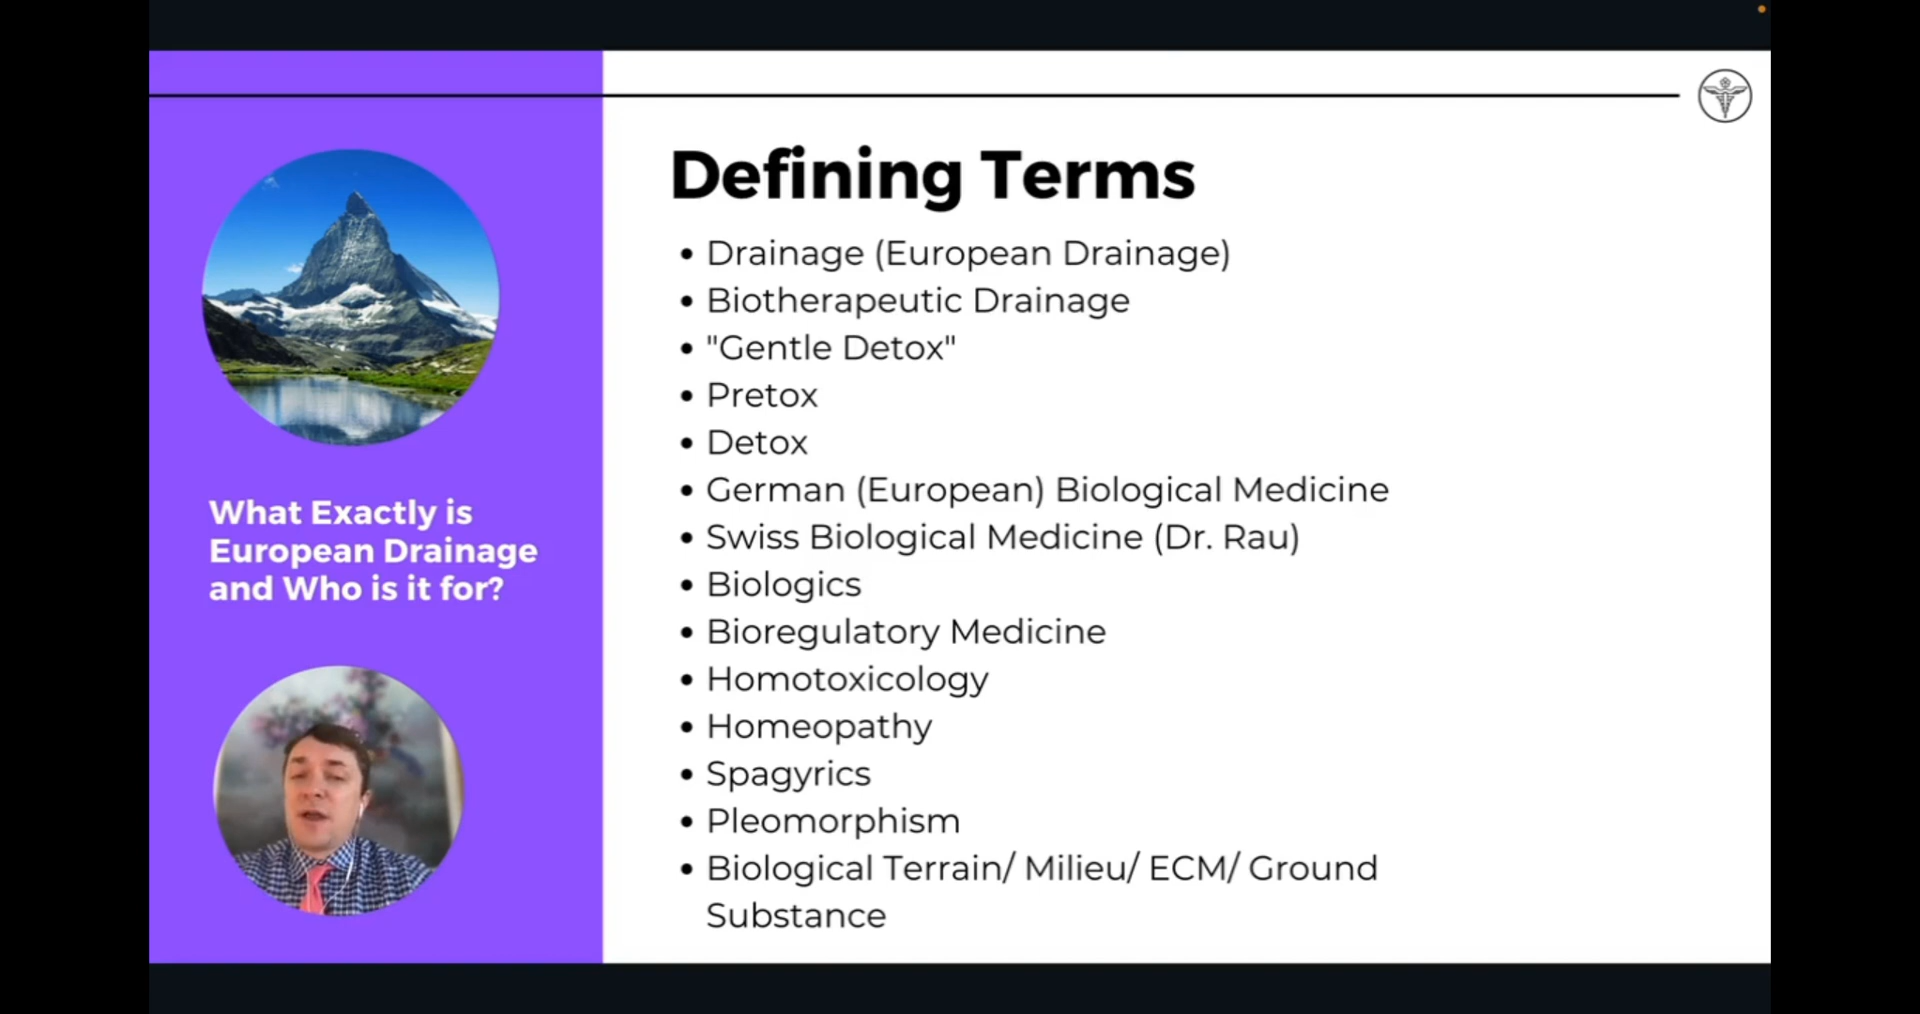 What Exactly is
European Drainage
and Who is it for?
Defining Terms
• Drainage (European Drainage)
• Biotherapeutic Drainage
• "Gentle Detox"
• Pretox
• Detox
• German (European) Biological Medicine
• Swiss Biological Medicine (Dr. Rau)
• Biologics
• Bioregulatory Medicine
• Homotoxicology
• Homeopathy
• Spagyrics
• Pleomorphism
• Biological Terrain/ Milieu/ ECM/ Ground
Substance